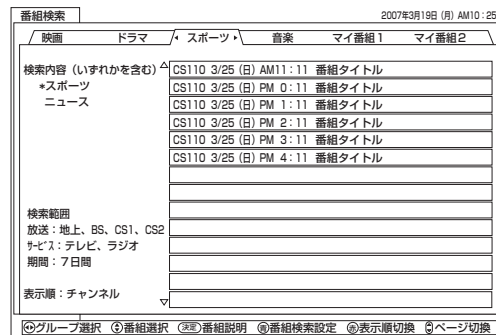 番組検索
2007年3月19日 (月) AM10:25
映画 ドラマ スポーツ 音楽 マイ番組1 マイ番組2
検索内容（いずれかを含む）
*スポーツ
ニュース
CS110 3/25 (日) AM11:11 番組タイトル
CS110 3/25 (日) PM 0:11 番組タイトル
CS110 3/25 (日) PM 1:11 番組タイトル
CS110 3/25 (日) PM 2:11 番組タイトル
CS110 3/25 (日) PM 3:11 番組タイトル
CS110 3/25 (日) PM 4:11 番組タイトル
検索範囲
放送：地上、BS、CS1、CS2
ｻｰﾋﾞｽ：テレビ、ラジオ
期間：7日間
表示順：チャンネル
グループ選択 番組選択 決定 番組説明 青 番組検索設定 赤 表示順切換 ページ切換